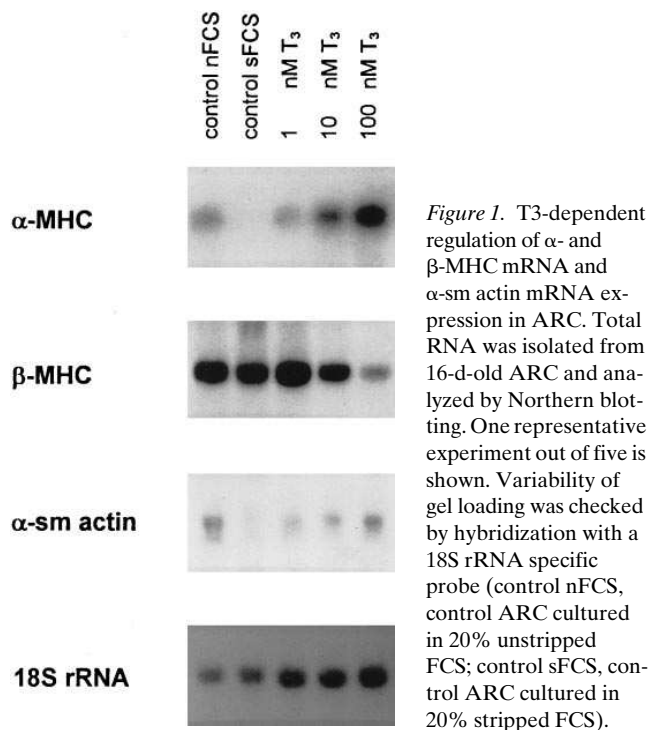 control nFCS
control sFCS
1 nM T₃
10 nM T₃
100 nM T₃
α-MHC
β-MHC
α-sm actin
18S rRNA
Figure 1. T3-dependent
regulation of α- and
β-MHC mRNA and
α-sm actin mRNA ex-
pression in ARC. Total
RNA was isolated from
16-d-old ARC and ana-
lyzed by Northern blot-
ting. One representative
experiment out of five is
shown. Variability of
gel loading was checked
by hybridization with a
18S rRNA specific
probe (control nFCS,
control ARC cultured
in 20% unstripped
FCS; control sFCS, con-
trol ARC cultured in
20% stripped FCS).